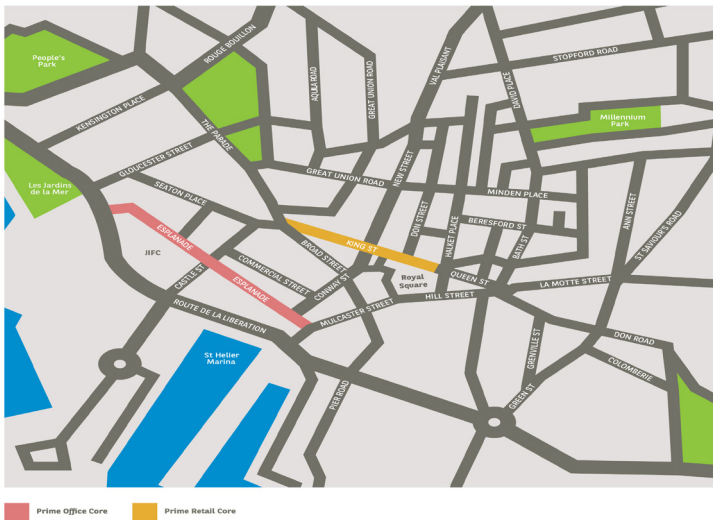 ROUGE BOUILLON
VAL PLAISANT
STOPFORD ROAD
People's
Park
AQUILA ROAD
GREAT UNION ROAD
DAVID PLACE
KENSINGTON PLACE
THE PARADE
Millennium
Park
GLOUCESTER STREET
GREAT UNION ROAD
NEW STREET
MINDEN PLACE
Les Jardins
de la Mer
SEATON PLACE
DON STREET
HALKET PLACE
BERESFORD ST
BATH ST
ANN STREET
ST SAVIOUR'S ROAD
ESPLANADE
KING ST
BROAD STREET
JIFC
CASTLE ST
COMMERCIAL STREET
CONWAY ST
Royal
Square
QUEEN ST
LA MOTTE STREET
ESPLANADE
HILL STREET
MULCASTER STREET
ROUTE DE LA LIBERATION
St Helier
Marina
GRENVILLE ST
DON ROAD
COLOMBERIE
PIER ROAD
GREEN ST
Prime Office Core
Prime Retail Core